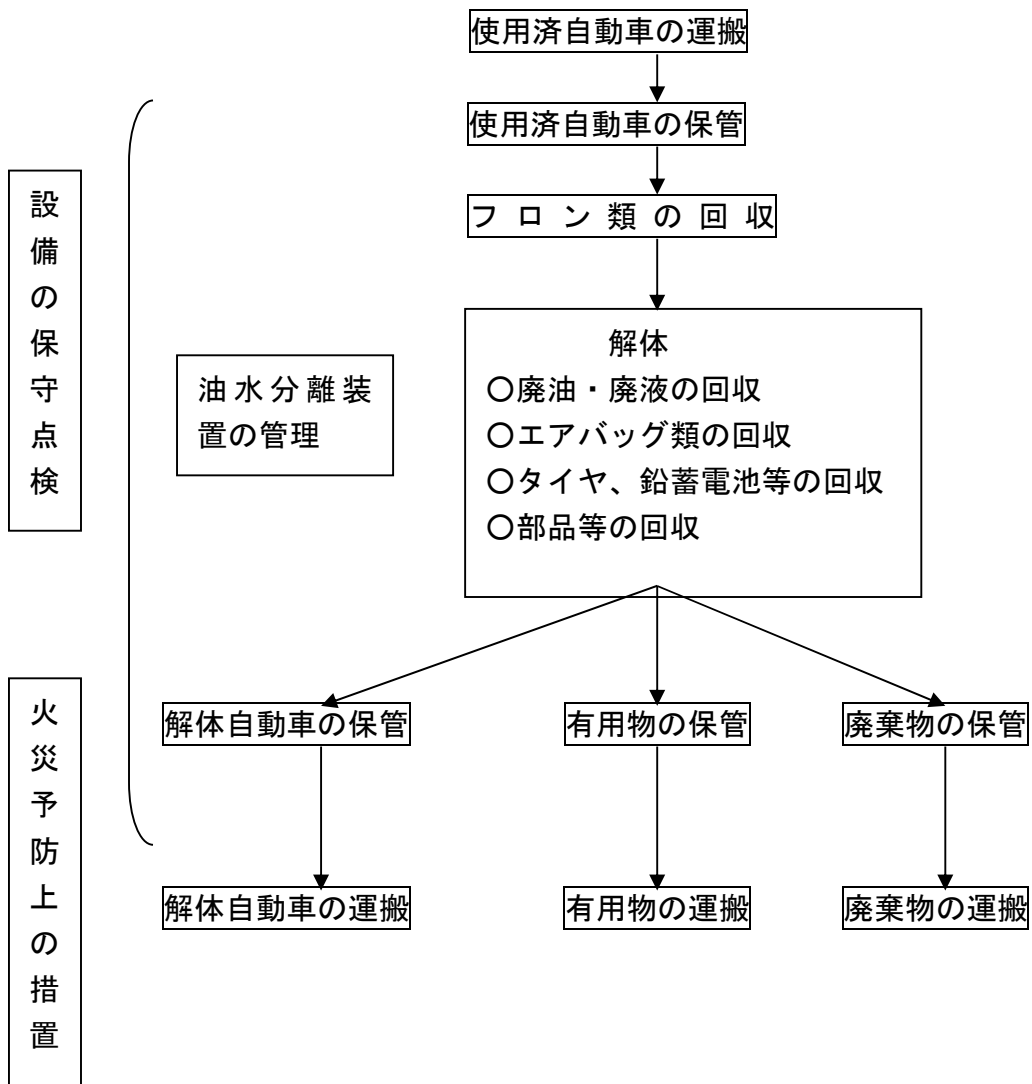 使用済自動車の運搬
使用済自動車の保管
フロン類の回収
設備の保守点検
油水分離装
置の管理
解体
○廃油・廃液の回収
○エアバッグ類の回収
○タイヤ、鉛蓄電池等の回収
○部品等の回収
火災予防上の措置
解体自動車の保管
有用物の保管
廃棄物の保管
解体自動車の運搬
有用物の運搬
廃棄物の運搬